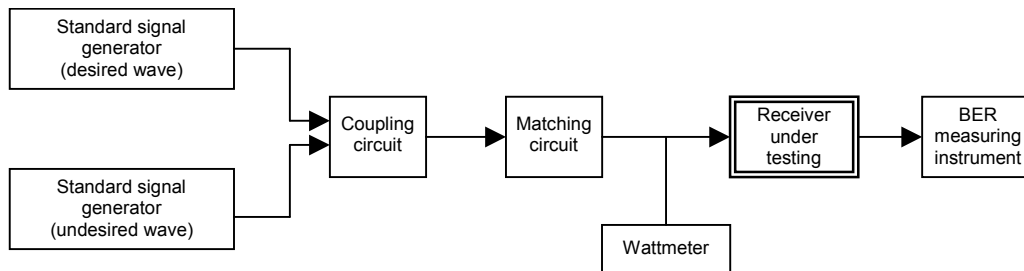 Standard signal
generator
(desired wave)
Coupling
circuit
Matching
circuit
Receiver
under
testing
BER
measuring
instrument
Standard signal
generator
(undesired wave)
Wattmeter